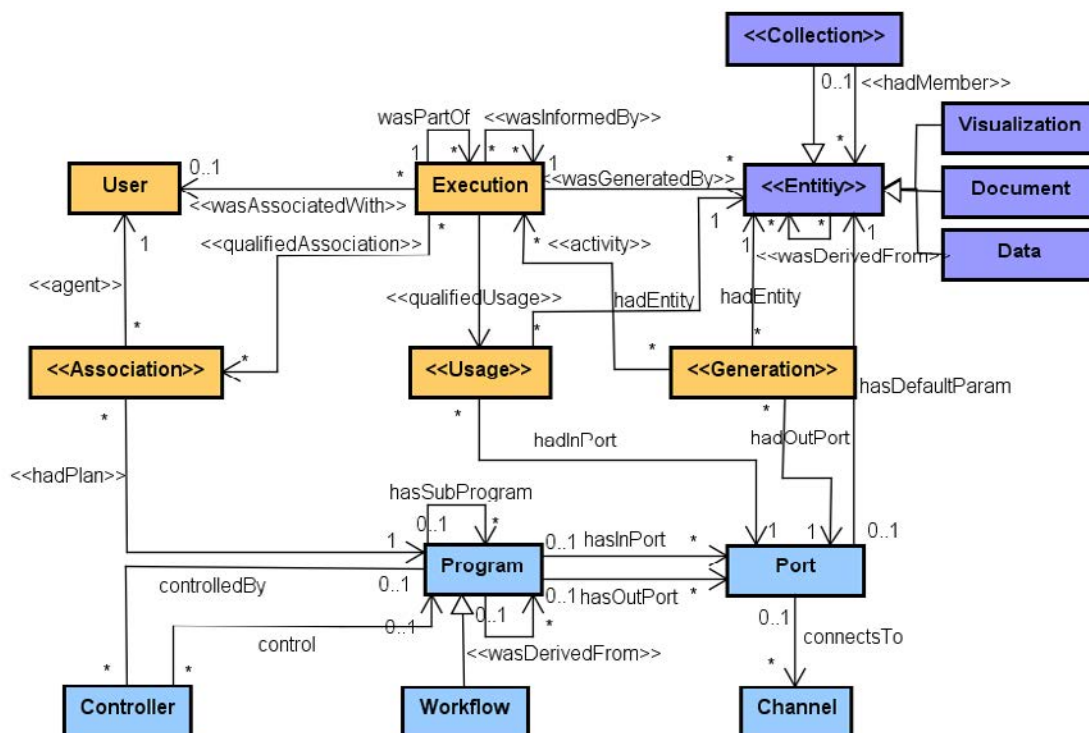 <<Collection>>
0..1
<<hadMember>>
*
Visualization
Document
Data
wasPartOf
<<wasInformedBy>>
1
*
*
*
1
*
User
0..1
*
Execution
<<wasGeneratedBy>>
<<Entitiy>>
<<wasAssociatedWith>>
1
*
<<qualifiedAssociation>>
*
<<activity>>
1
*
*
1
<<wasDerivedFrom>>
<<agent>>
<<qualifiedUsage>>
hadEntity
hadEntity
*
*
*
*
*
<<Association>>
<<Usage>>
<<Generation>>
hasDefaultParam
*
*
*
hadInPort
hadOutPort
<<hadPlan>>
hasSubProgram
0..1
*
1
0..1
hasInPort
*
1
1
0..1
Program
Port
controlledBy
0..1
0..1
hasOutPort
*
0..1
control
0..1
*
<<wasDerivedFrom>>
0..1
connectsTo
*
*
*
Controller
Workflow
Channel